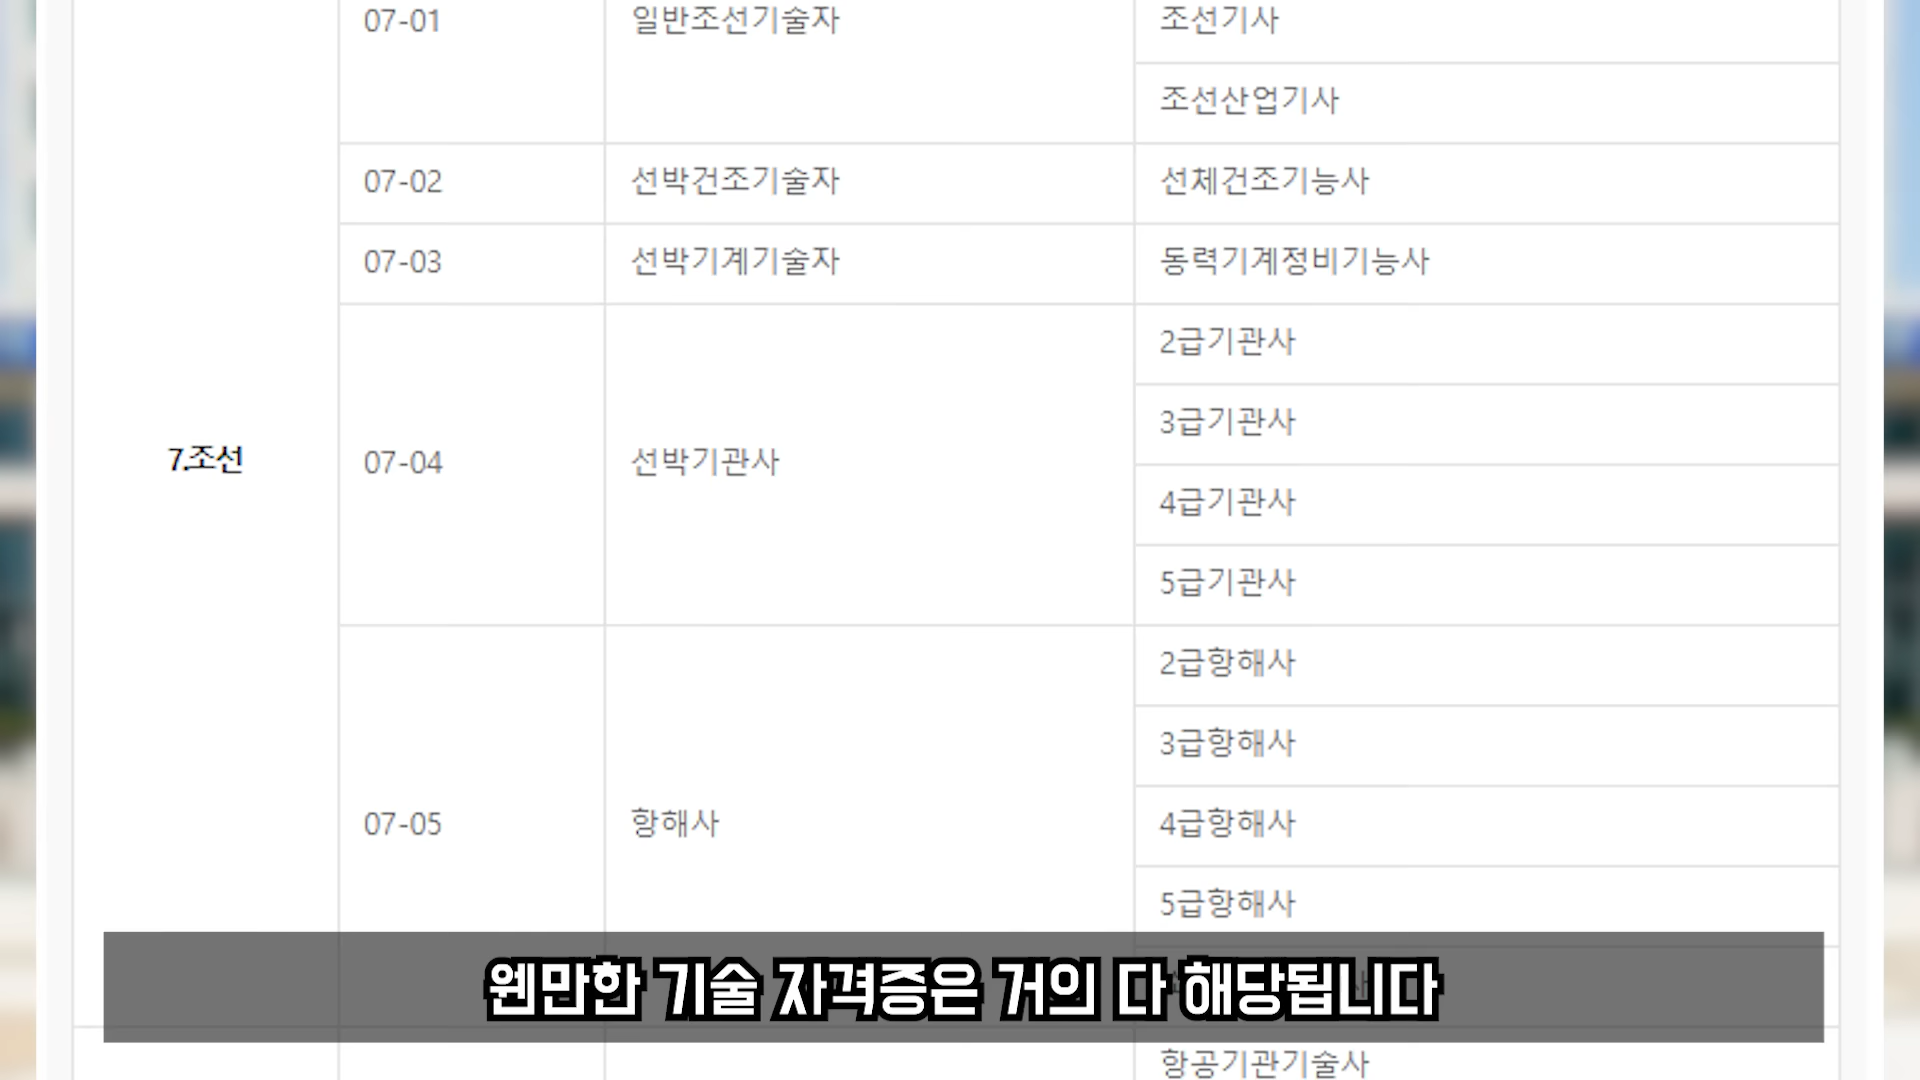 07-01 일반조선기술자 조선기사
조선산업기사
07-02 선박건조기술자 선체건조기능사
07-03 선박기계기술자 동력기계정비기능사
2급기관사
3급기관사
7.조선 07-04 선박기관사
4급기관사
5급기관사
2급항해사
3급항해사
07-05 항해사 4급항해사
5급항해사
웬만한 기술 자격증은 거의 다 해당됩니다
항공기관기술사